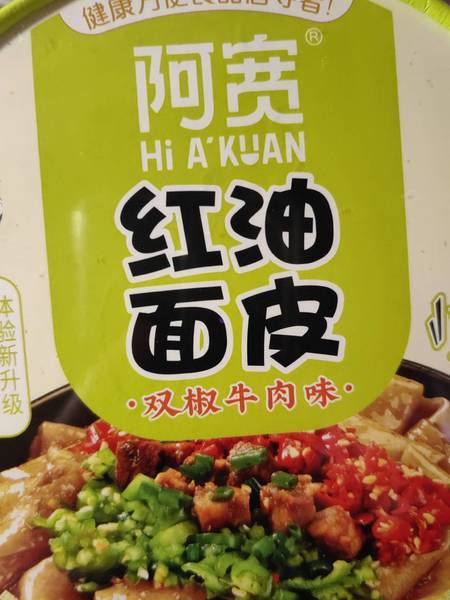 健康方便食品倡导者!
阿宽®
Hi A'KUAN
红油
面皮
·双椒牛肉味·
体验新升级